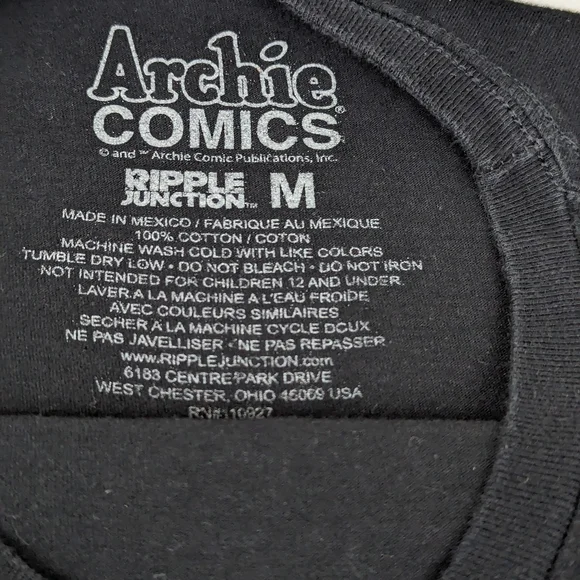 Archie
COMICS®
© and ™ Archie Comic Publications, Inc.
RIPPLE
JUNCTION™ M
MADE IN MEXICO / FABRIQUE AU MEXIQUE
100% COTTON / COTON
MACHINE WASH COLD WITH LIKE COLORS
TUMBLE DRY LOW • DO NOT BLEACH • DO NOT IRON
NOT INTENDED FOR CHILDREN 12 AND UNDER.
LAVER A LA MACHINE A L'EAU FROIDE
AVEC COULEURS SIMILAIRES
SECHER A LA MACHINE CYCLE DOUX
NE PAS JAVELLISER • NE PAS REPASSER
www.RIPPLEJUNCTION.com
6183 CENTRE PARK DRIVE
WEST CHESTER, OHIO 45069 USA
RN#110927